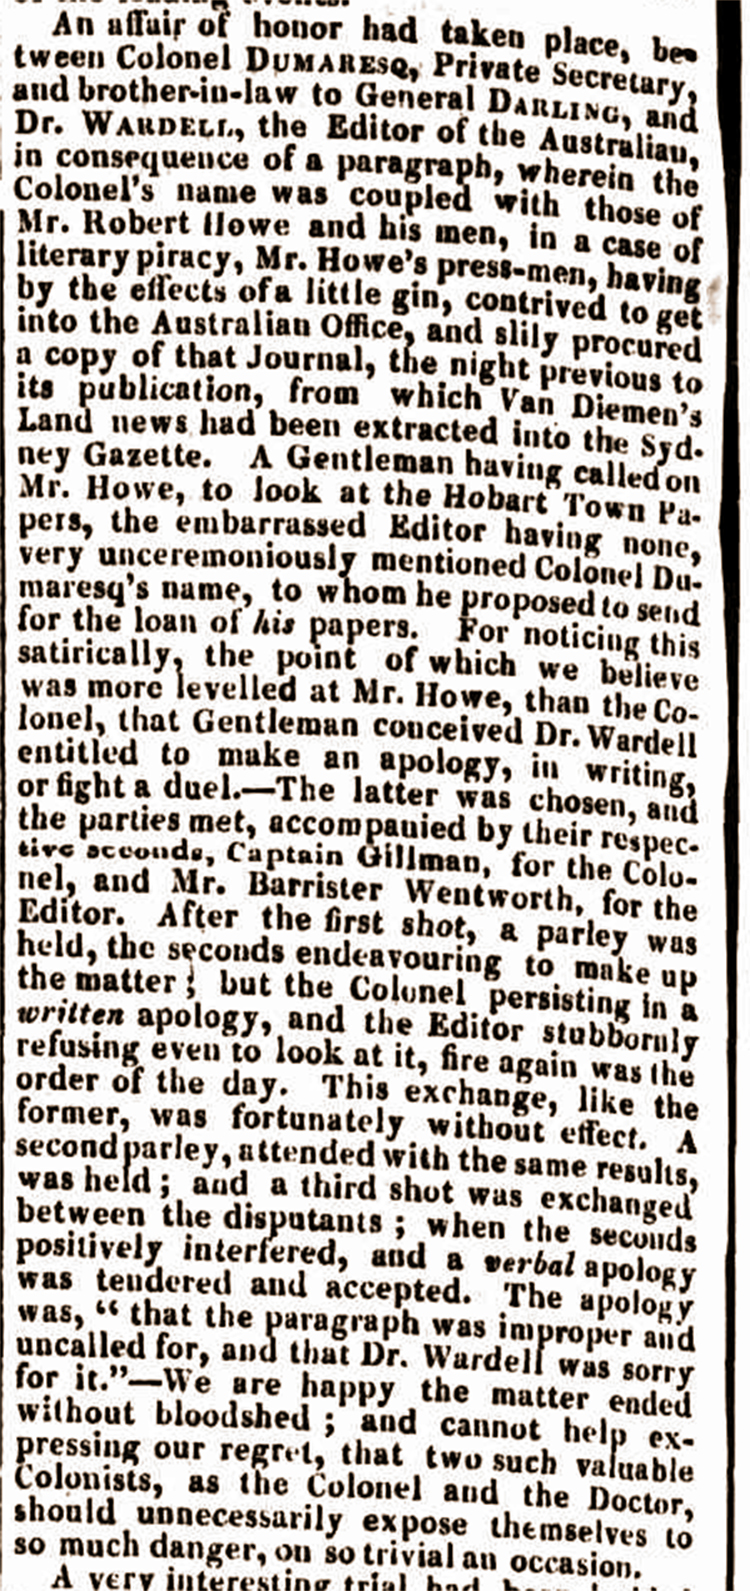 An affair of honor had taken place, be-
tween Colonel DUMARESQ, Private Secretary,
and brother-in-law to General DARLING, and
Dr. WARDELL, the Editor of the Australian,
in consequence of a paragraph, wherein the
Colonel's name was coupled with those of
Mr. Robert Howe and his men, in a case of
literary piracy, Mr. Howe's press-men, having
by the effects of a little gin, contrived to get
into the Australian Office, and slily procured
a copy of that Journal, the night previous to
its publication, from which Van Diemen's
Land news had been extracted into the Syd-
ney Gazette. A Gentleman having called on
Mr. Howe, to look at the Hobart Town Pa-
pers, the embarrassed Editor having none,
very unceremoniously mentioned Colonel Du-
maresq's name, to whom he proposed to send
for the loan of his papers. For noticing this
satirically, the point of which we believe
was more levelled at Mr. Howe, than the Co-
lonel, that Gentleman conceived Dr. Wardell
entitled to make an apology, in writing,
or fight a duel.—The latter was chosen, and
the parties met, accompanied by their respec-
tive seconds, Captain Gillman, for the Colo-
nel, and Mr. Barrister Wentworth, for the
Editor. After the first shot, a parley was
held, the seconds endeavouring to make up
the matter; but the Colonel persisting in a
written apology, and the Editor stubbornly
refusing even to look at it, fire again was the
order of the day. This exchange, like the
former, was fortunately without effect. A
second parley, attended with the same results,
was held; and a third shot was exchanged
between the disputants; when the seconds
positively interfered, and a verbal apology
was tendered and accepted. The apology
was, "that the paragraph was improper and
uncalled for, and that Dr. Wardell was sorry
for it."—We are happy the matter ended
without bloodshed; and cannot help ex-
pressing our regret, that two such valuable
Colonists, as the Colonel and the Doctor,
should unnecessarily expose themselves to
so much danger, on so trivial an occasion.
A very interesting trial had